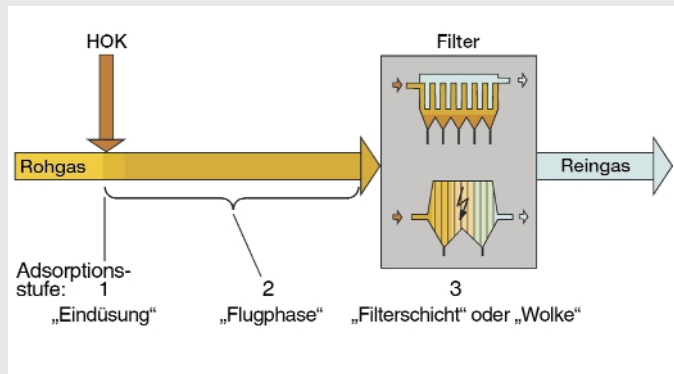 HOK
Filter
Rohgas
Reingas
Adsorptions-
stufe: 1 2 3
„Eindüsung“ „Flugphase“ „Filterschicht“ oder „Wolke“